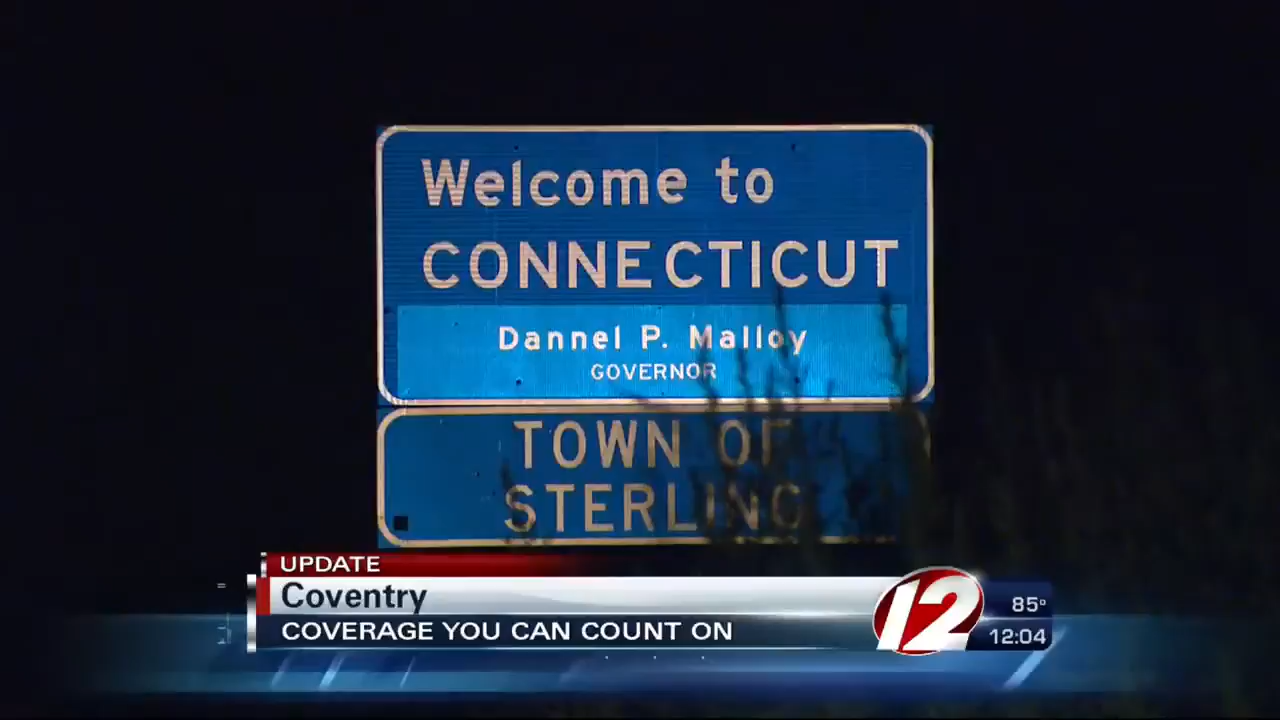 Welcome to
CONNECTICUT
Dannel P. Malloy
GOVERNOR
TOWN OF
STERLING
UPDATE
Coventry
COVERAGE YOU CAN COUNT ON
12
85°
12:04